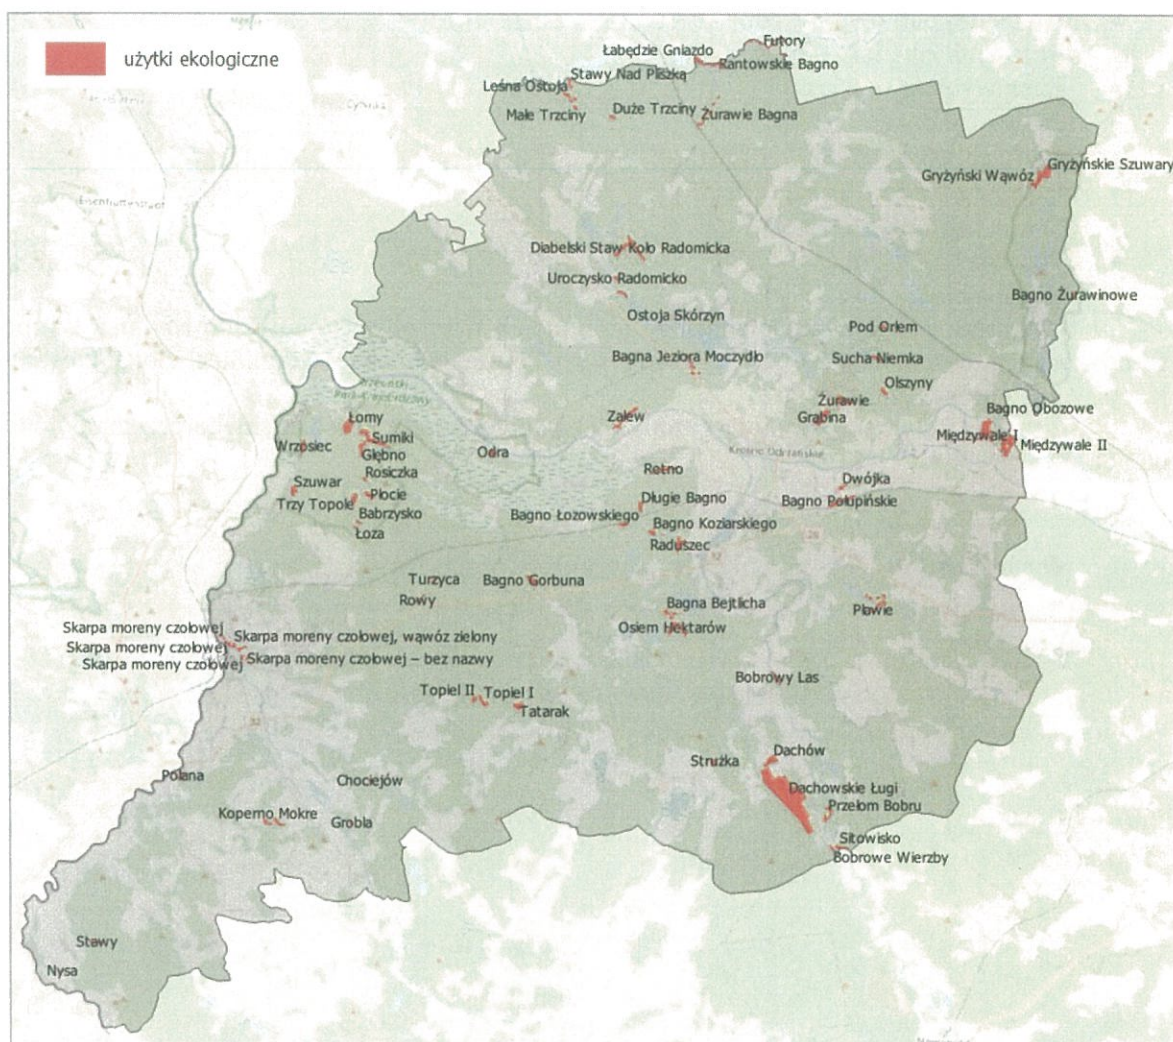 użytki ekologiczne
Futory
Łabędzie Gniazdo
Rantowskie Bagno
Stawy Nad Pliszką
Leśna Ostoja
Małe Trzciny
Duże Trzciny
Żurawie Bagna
Gryżyńskie Szuwary
Gryżyński Wąwóz
Diabelski Staw Koło Radomicka
Uroczysko Radomicko
Bagno Żurawinowe
Ostoja Skórzyn
Pod Orłem
Bagna Jeziora Moczydło
Sucha Niemka
Olszyny
Żurawie
Bagno Obozowe
Łomy
Zalew
Grabina
Międzywale I
Sumiki
Międzywale II
Wrzosiec
Głębno
Odra
Krosno Odrzańskie
Retno
Rosiczka
Dwójka
Szuwar
Płocie
Długie Bagno
Trzy Topole
Bagno Połupińskie
Babrzysko
Bagno Łozowskiego
Bagno Koziarskiego
Łoza
Raduszec
Turzyca
Bagno Gorbuna
Rowy
Bagna Bejtlicha
Pławie
Skarpa moreny czołowej
Osiem Hektarów
Skarpa moreny czołowej, wąwóz zielony
Skarpa moreny czołowej
Skarpa moreny czołowej – bez nazwy
Skarpa moreny czołowej
Bobrowy Las
Topiel II
Topiel I
Tatarak
Dachów
Strużka
Polana
Chociejów
Dachowskie Ługi
Przełom Bobru
Koperno Mokre
Grobla
Sitowisko
Bobrowe Wierzby
Stawy
Nysa